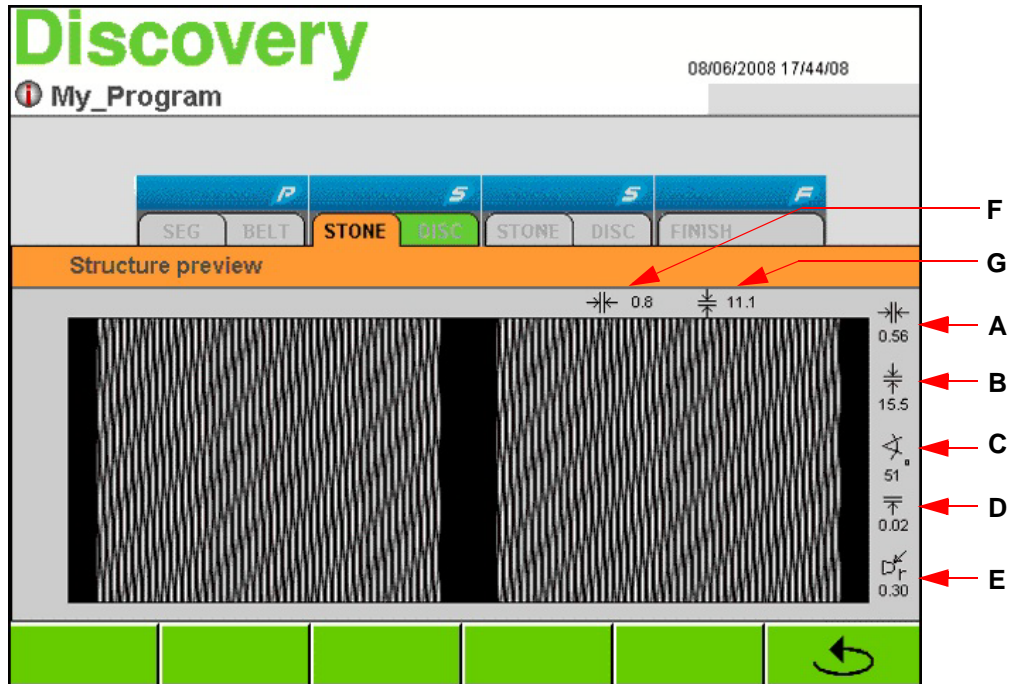 Discovery
08/06/2008 17/44/08
My_Program
P S S F
SEG BELT STONE DISC STONE DISC FINISH
F
Structure preview
G
0.8 11.1
A
0.56
B
15.5
C
51 °
D
0.02
r
E
0.30